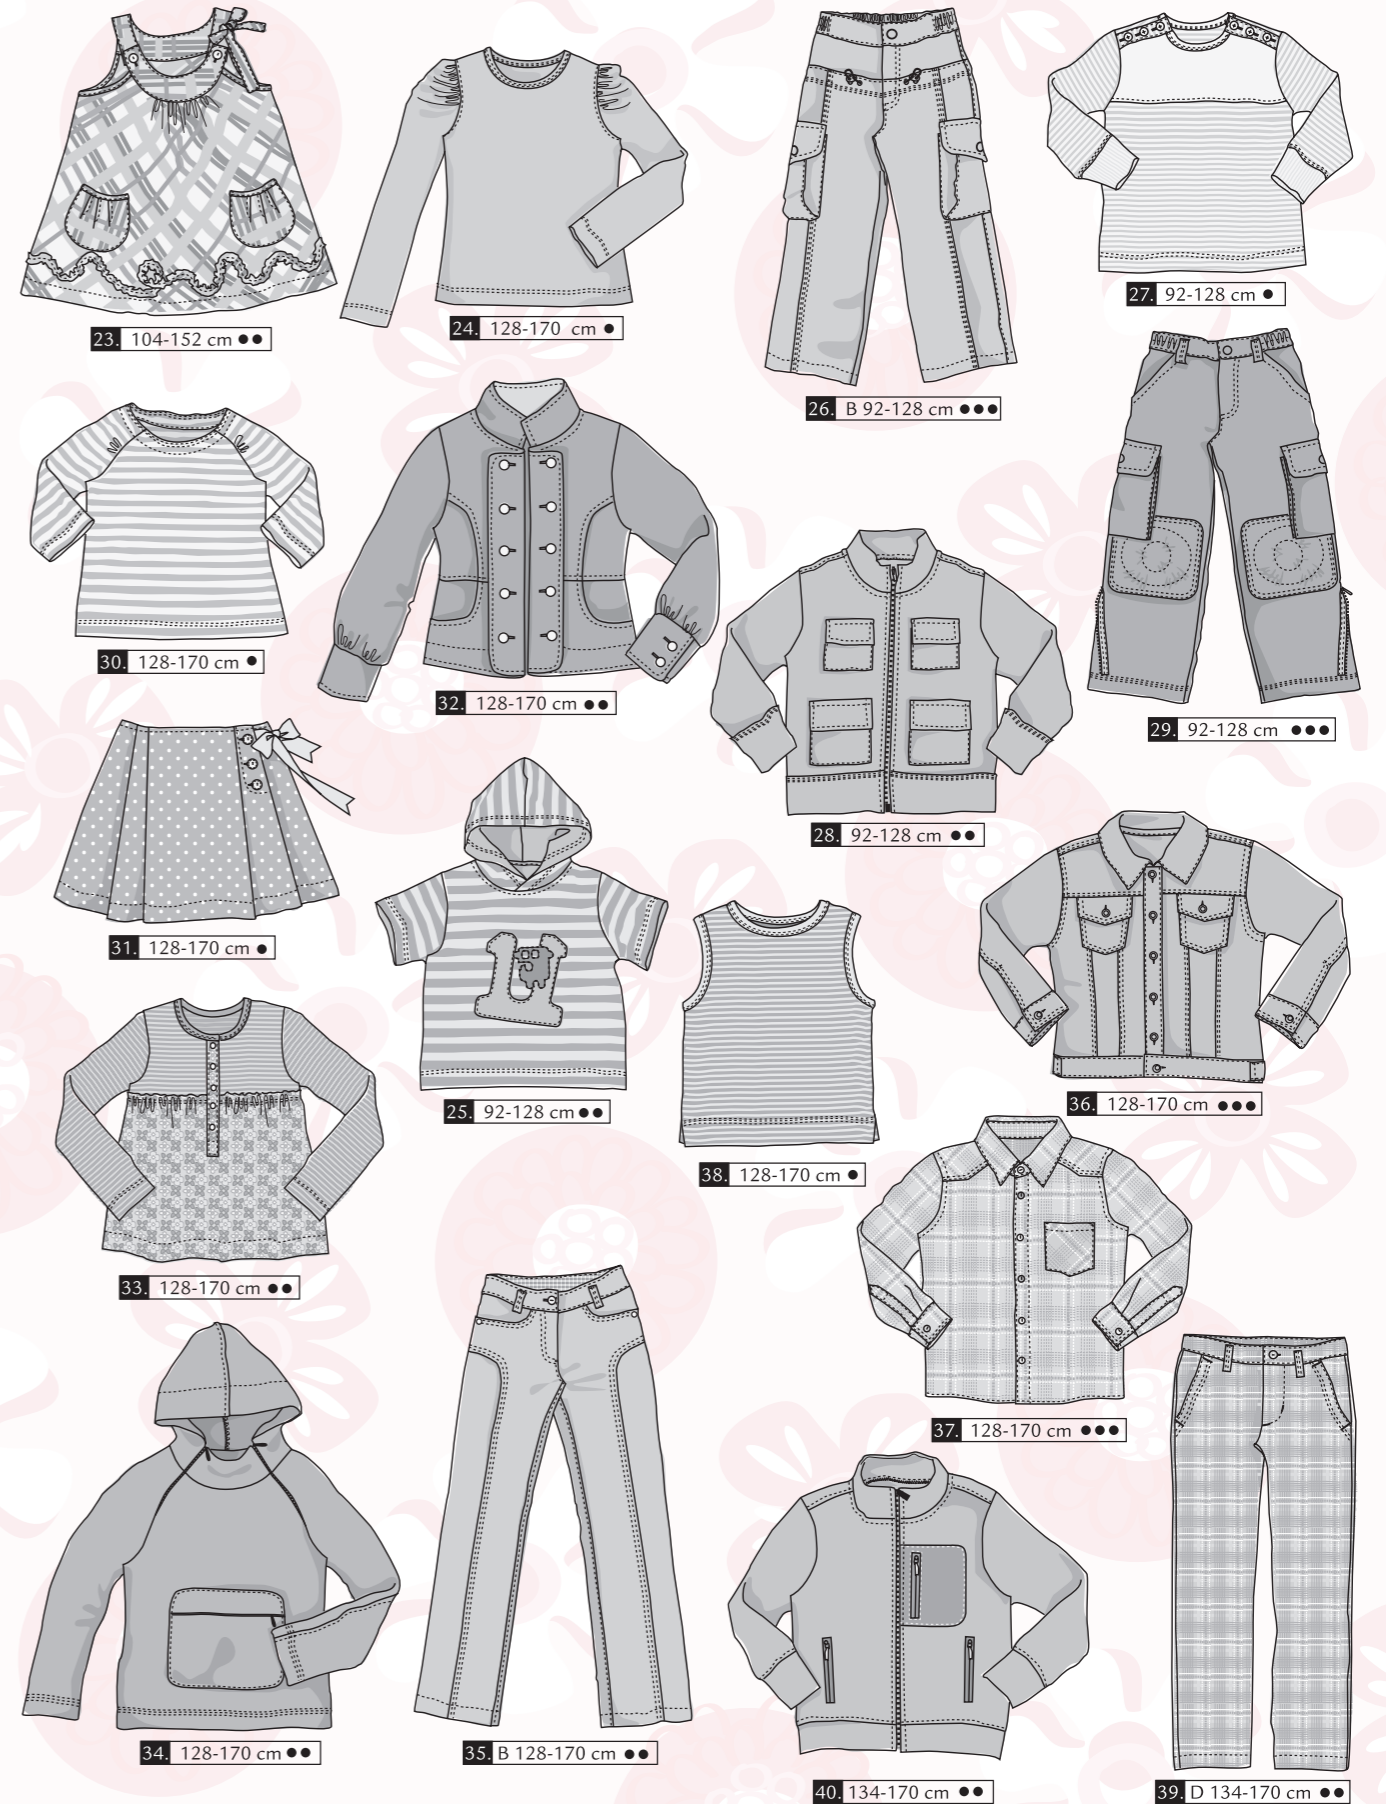 23. 104-152 cm ●●
24. 128-170 cm ●
26. B 92-128 cm ●●●
27. 92-128 cm ●
30. 128-170 cm ●
32. 128-170 cm ●●
28. 92-128 cm ●●
29. 92-128 cm ●●●
31. 128-170 cm ●
25. 92-128 cm ●●
38. 128-170 cm ●
36. 128-170 cm ●●●
33. 128-170 cm ●●
37. 128-170 cm ●●●
34. 128-170 cm ●●
35. B 128-170 cm ●●
40. 134-170 cm ●●
39. D 134-170 cm ●●